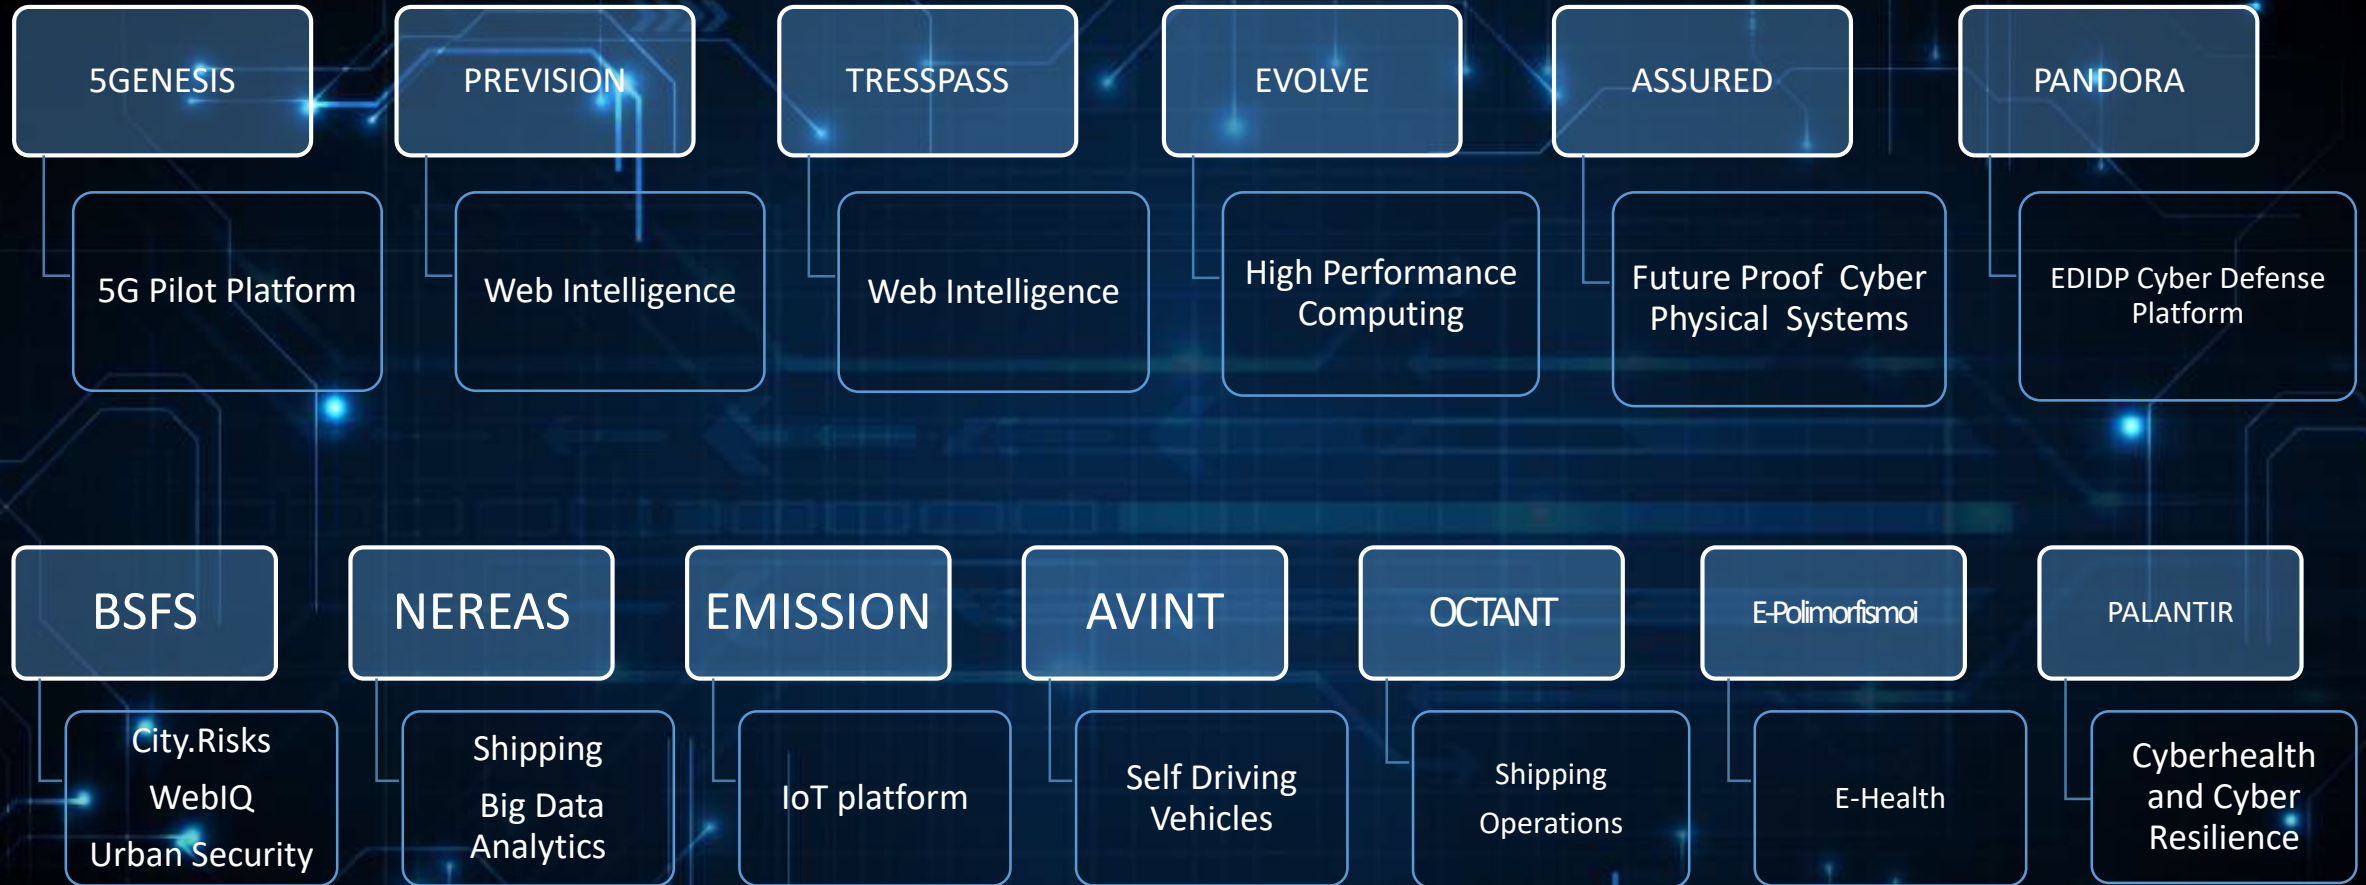 5GENESIS
5G Pilot Platform
PREVISION
Web Intelligence
TRESSPASS
Web Intelligence
EVOLVE
High Performance
Computing
ASSURED
Future Proof Cyber
Physical Systems
PANDORA
EDIDP Cyber Defense
Platform
BSFS
City.Risks
WebIQ
Urban Security
NEREAS
Shipping
Big Data
Analytics
EMISSION
IoT platform
AVINT
Self Driving
Vehicles
OCTANT
Shipping
Operations
E-Polimorfismoi
E-Health
PALANTIR
Cyberhealth
and Cyber
Resilience